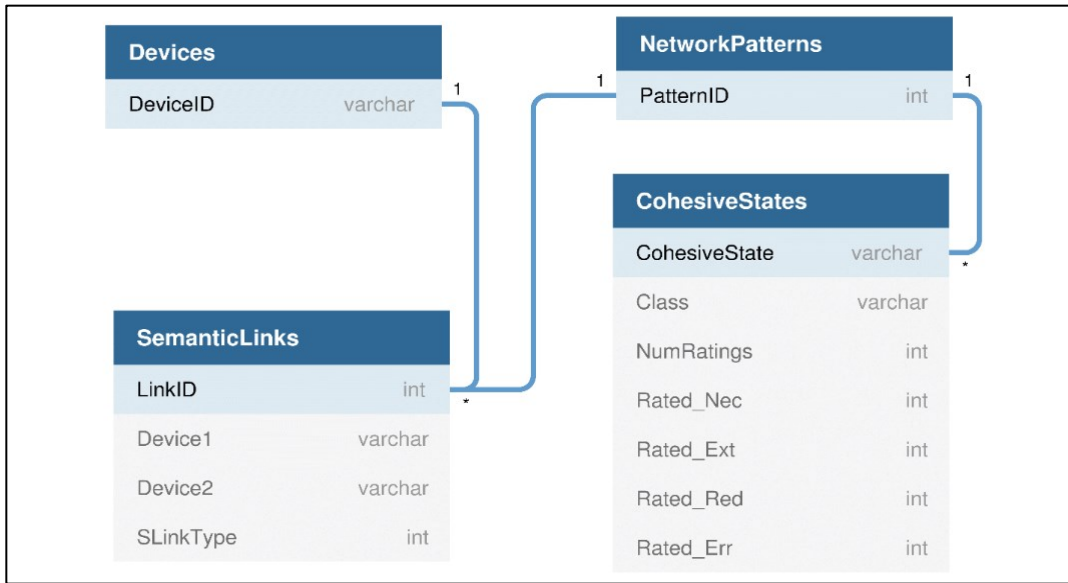 Devices
DeviceID varchar
1
NetworkPatterns
1
PatternID int
1
CohesiveStates
CohesiveState varchar
*
Class varchar
NumRatings int
Rated_Nec int
Rated_Ext int
Rated_Red int
Rated_Err int
SemanticLinks
LinkID int
*
Device1 varchar
Device2 varchar
SLinkType int